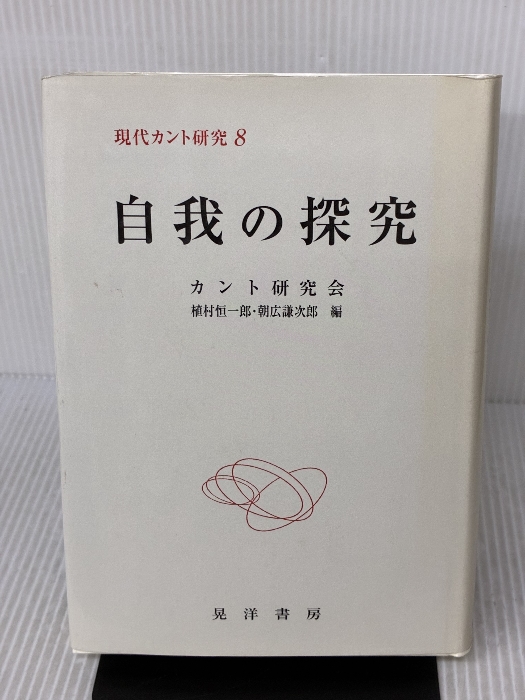 現代カント研究 8
自我の探究
カント研究会
植村恒一郎・朝広謙次郎 編
晃洋書房